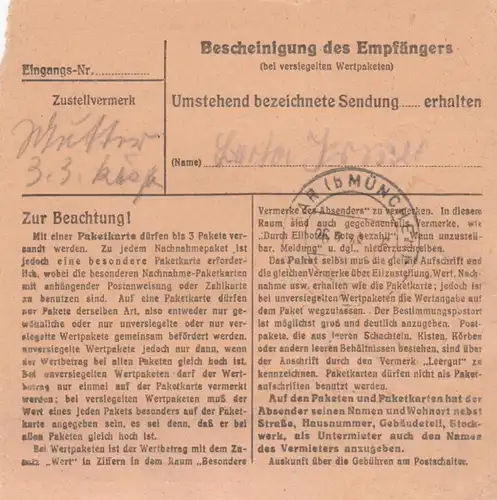 Bescheinigung des Empfängers
(bei versiegelten Wertpaketen)
Eingangs-Nr.
Zustellvermerk
Umstehend bezeichnete Sendung ...... erhalten
Mutter
3.3.
(Name)
AR (b MÜNCHEN
Zur Beachtung!
Mit einer Paketkarte dürfen bis 3 Pakete ver-
sandt werden. Zu jedem Nachnahmepaket ist
jedoch eine besondere Paketkarte erforder-
lich, wobei die besonderen Nachnahme-Paketkarten
mit anhängender Postanweisung oder Zahlkarte
zu benutzen sind. Auf eine Paketkarte dürfen
nur Pakete derselben Art, also entweder nur ge-
wöhnliche oder nur unversiegelte oder nur ver-
siegelte Wertpakete gemeinsam befördert werden,
unversiegelte Wertpakete jedoch nur dann, wenn
der Wertbetrag bei allen Paketen gleich hoch ist.
Bei unversiegelten Wertpaketen darf der Wert-
betrag nur einmal auf der Paketkarte vermerkt
werden; bei versiegelten Wertpaketen muß der
Wert eines jeden Pakets besonders auf der Paket-
karte angegeben sein, es sei denn, daß er bei
allen Paketen gleich hoch ist.
Bei Wertpaketen ist der Wertbetrag mit dem Zu-
satz „Wert" in Ziffern in dem Raum „Besondere
Vermerke des Absenders" zu vermerken. In diesem
Raum sind auch gegebenenfalls Vermerke, wie
"Durch Eilboten", "Bote bezahlt", "Wenn unzustell-
bar, Meldung" u. dgl., niederzuschreiben.
Das Paket selbst muß die gleiche Aufschrift und
die gleichen Vermerke über Eilzustellung, Wert, Nach-
nahme usw. erhalten wie die Paketkarte; jedoch ist
bei unversiegelten Wertpaketen die Wertangabe auf
dem Paket wegzulassen. Der Bestimmungspostort
ist möglichst groß und deutlich anzugeben. Post-
pakete, die aus leeren Schachteln, Kisten, Körben
oder andern leeren Behältnissen bestehen, sind über
der Anschrift durch den Vermerk „Leergut" zu
kennzeichnen. Paketkarten dürfen nicht als Paket-
aufschriften benutzt werden.
Auf den Paketen und Paketkarten hat der
Absender seinen Namen und Wohnort nebst
Straße, Hausnummer, Gebäudeteil, Stock-
werk, als Untermieter auch den Namen
des Vermieters anzugeben.
Auskunft über die Gebühren am Postschalter.